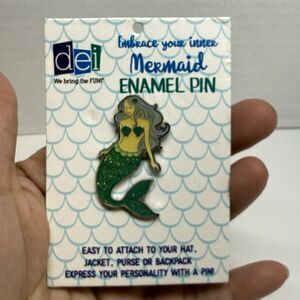 dei
We bring the FUN!®
Embrace your inner
Mermaid
ENAMEL PIN
EASY TO ATTACH TO YOUR HAT,
JACKET, PURSE OR BACKPACK
EXPRESS YOUR PERSONALITY WITH A PIN!